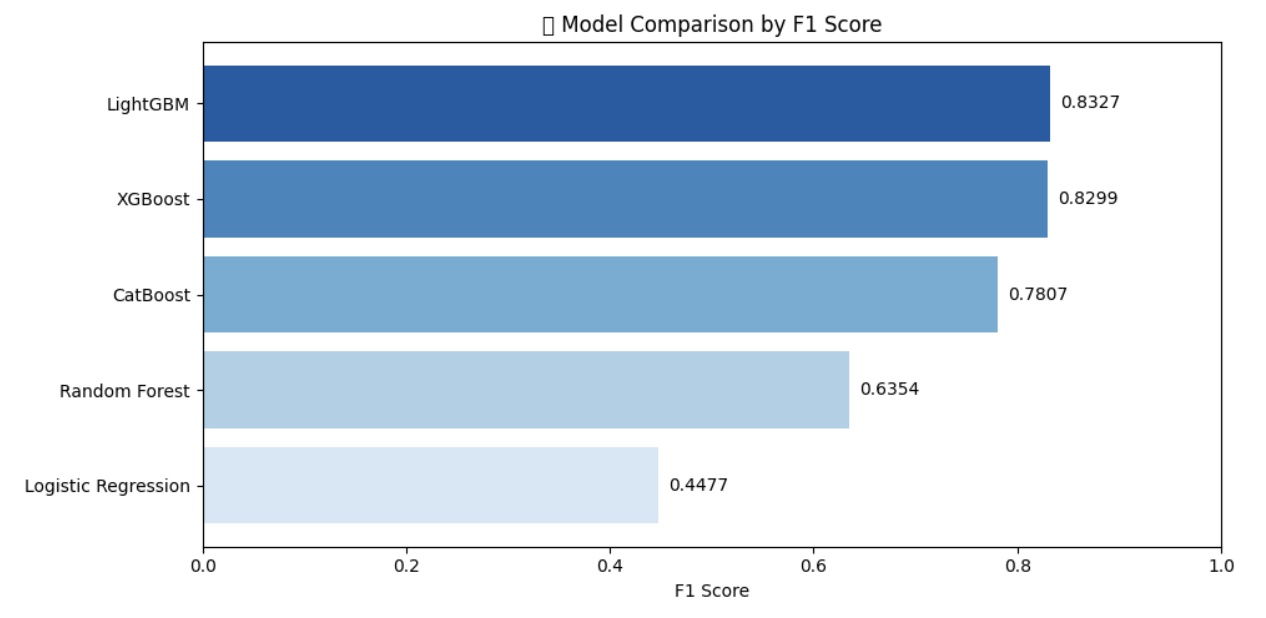 Model Comparison by F1 Score
LightGBM
0.8327
XGBoost
0.8299
CatBoost
0.7807
Random Forest
0.6354
Logistic Regression
0.4477
0.0 0.2 0.4 0.6 0.8 1.0
F1 Score